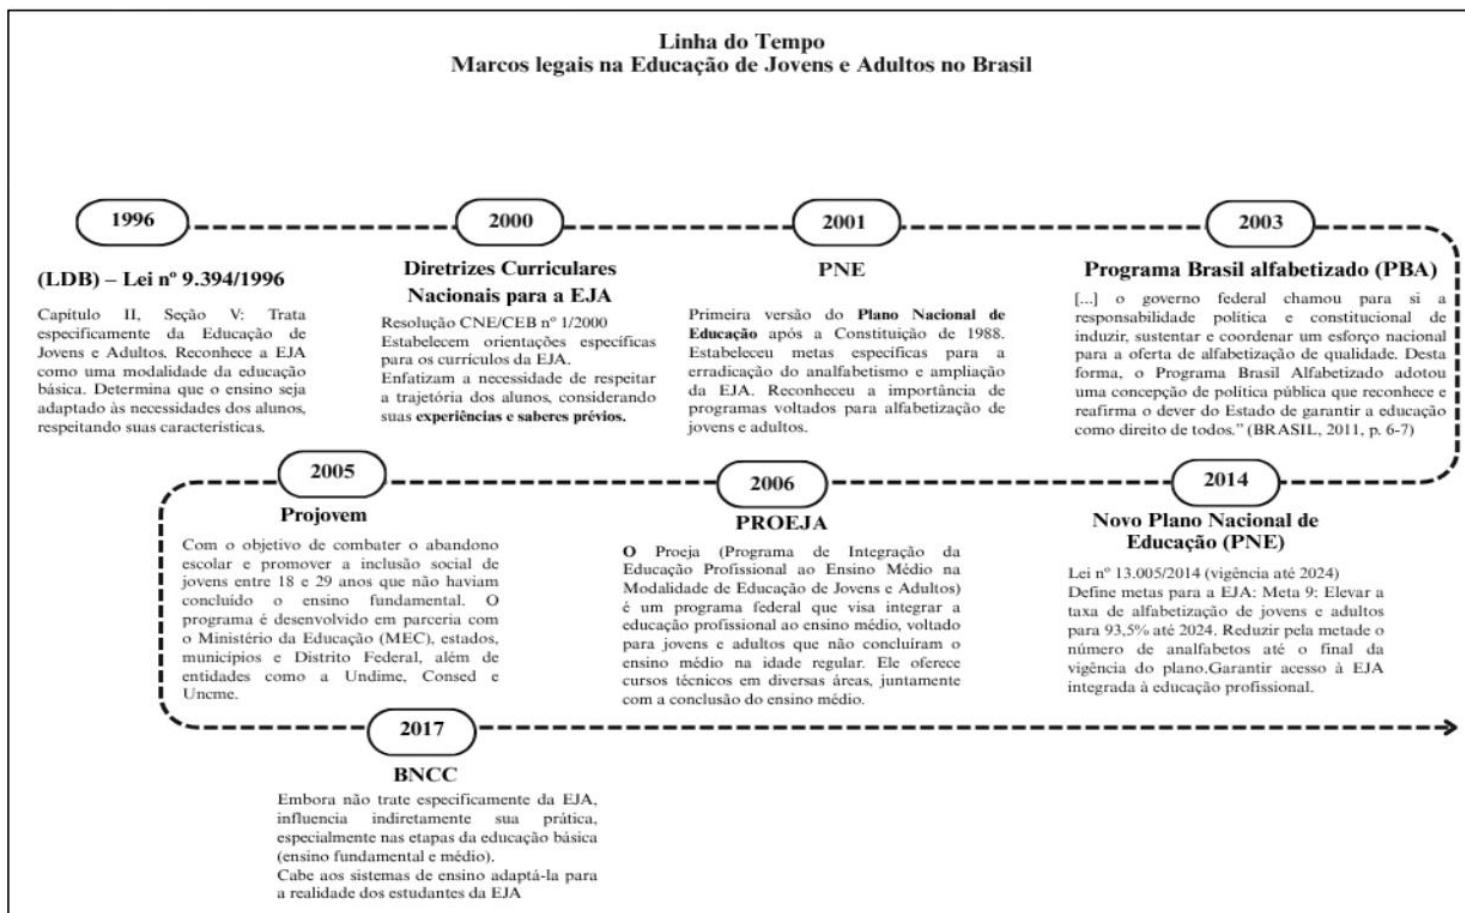 Linha do Tempo
Marcos legais na Educação de Jovens e Adultos no Brasil
1996
(LDB) – Lei nº 9.394/1996
Capítulo II, Seção V: Trata
especificamente da Educação de
Jovens e Adultos. Reconhece a EJA
como uma modalidade da educação
básica. Determina que o ensino seja
adaptado às necessidades dos alunos,
respeitando suas características.
2000
Diretrizes Curriculares
Nacionais para a EJA
Resolução CNE/CEB nº 1/2000
Estabelecem orientações específicas
para os currículos da EJA.
Enfatizam a necessidade de respeitar
a trajetória dos alunos, considerando
suas experiências e saberes prévios.
2001
PNE
Primeira versão do Plano Nacional de
Educação após a Constituição de 1988.
Estabeleceu metas específicas para a
erradicação do analfabetismo e ampliação
da EJA. Reconheceu a importância de
programas voltados para alfabetização de
jovens e adultos.
2003
Programa Brasil alfabetizado (PBA)
[...] o governo federal chamou para si a
responsabilidade política e constitucional de
induzir, sustentar e coordenar um esforço nacional
para a oferta de alfabetização de qualidade. Desta
forma, o Programa Brasil Alfabetizado adotou
uma concepção de política pública que reconhece e
reafirma o dever do Estado de garantir a educação
como direito de todos.” (BRASIL, 2011, p. 6-7)
2005
Projovem
Com o objetivo de combater o abandono
escolar e promover a inclusão social de
jovens entre 18 e 29 anos que não haviam
concluído o ensino fundamental. O
programa é desenvolvido em parceria com
o Ministério da Educação (MEC), estados,
municípios e Distrito Federal, além de
entidades como a Undime, Consed e
Uncme.
2006
PROEJA
O Proeja (Programa de Integração da
Educação Profissional ao Ensino Médio na
Modalidade de Educação de Jovens e Adultos)
é um programa federal que visa integrar a
educação profissional ao ensino médio, voltado
para jovens e adultos que não concluíram o
ensino médio na idade regular. Ele oferece
cursos técnicos em diversas áreas, juntamente
com a conclusão do ensino médio.
2014
Novo Plano Nacional de
Educação (PNE)
Lei nº 13.005/2014 (vigência até 2024)
Define metas para a EJA: Meta 9: Elevar a
taxa de alfabetização de jovens e adultos
para 93,5% até 2024. Reduzir pela metade o
número de analfabetos até o final da
vigência do plano.Garantir acesso à EJA
integrada à educação profissional.
2017
BNCC
Embora não trate especificamente da EJA,
influencia indiretamente sua prática,
especialmente nas etapas da educação básica
(ensino fundamental e médio).
Cabe aos sistemas de ensino adaptá-la para
a realidade dos estudantes da EJA